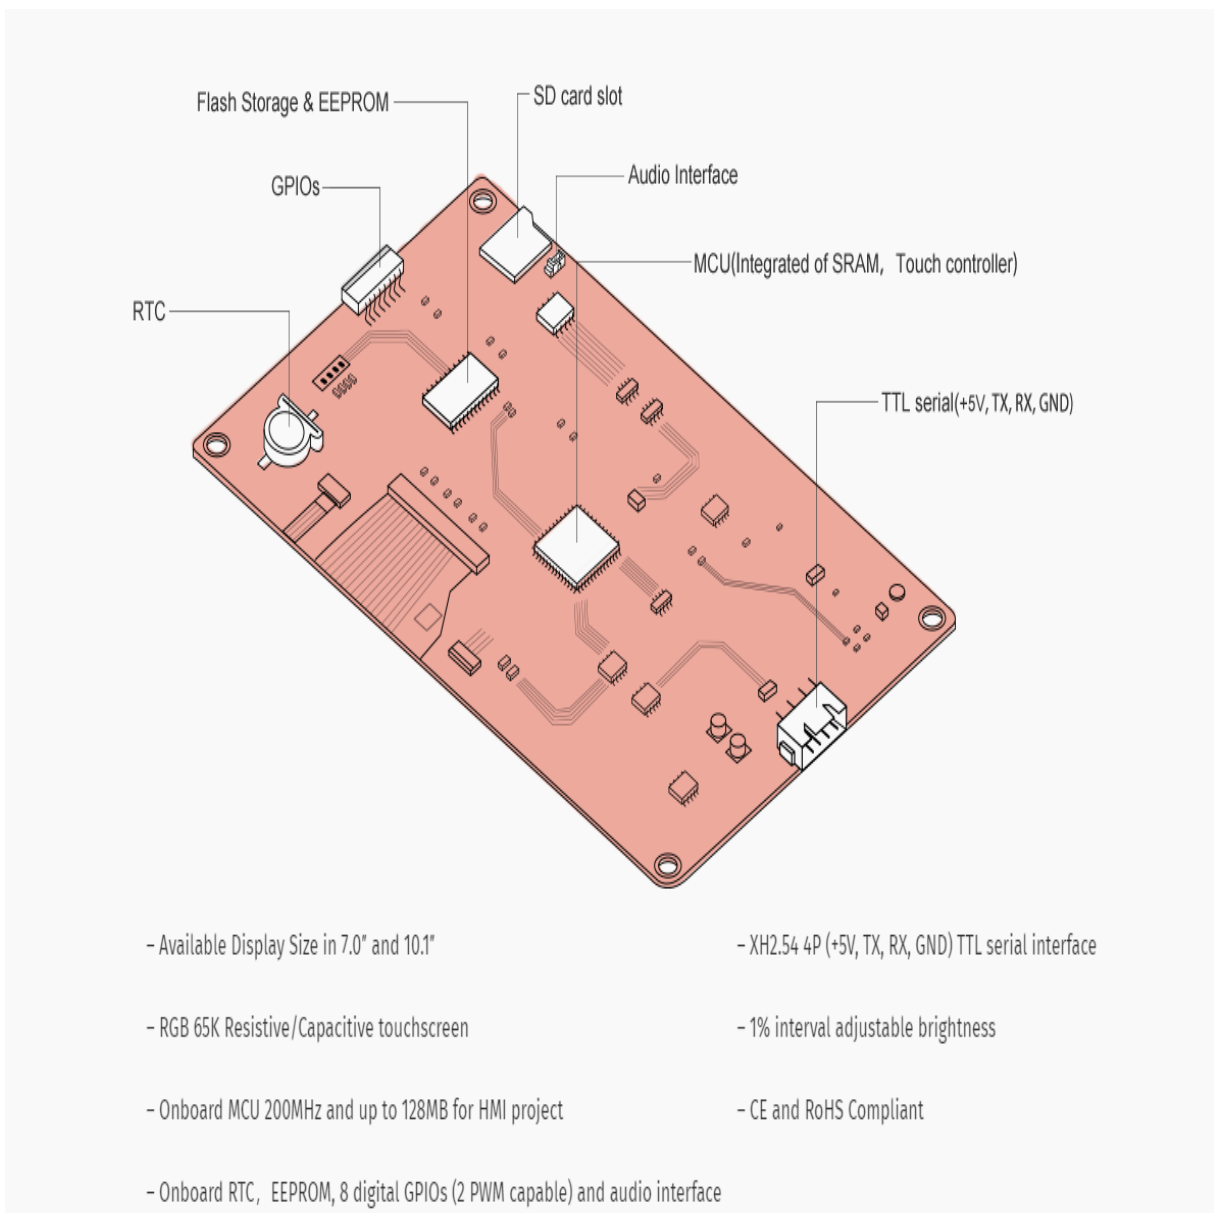 Flash Storage & EEPROM
SD card slot
GPIOs
Audio Interface
MCU(Integrated of SRAM, Touch controller)
RTC
TTL serial(+5V, TX, RX, GND)
– Available Display Size in 7.0" and 10.1"
– XH2.54 4P (+5V, TX, RX, GND) TTL serial interface
– RGB 65K Resistive/Capacitive touchscreen
– 1% interval adjustable brightness
– Onboard MCU 200MHz and up to 128MB for HMI project
– CE and RoHS Compliant
– Onboard RTC, EEPROM, 8 digital GPIOs (2 PWM capable) and audio interface